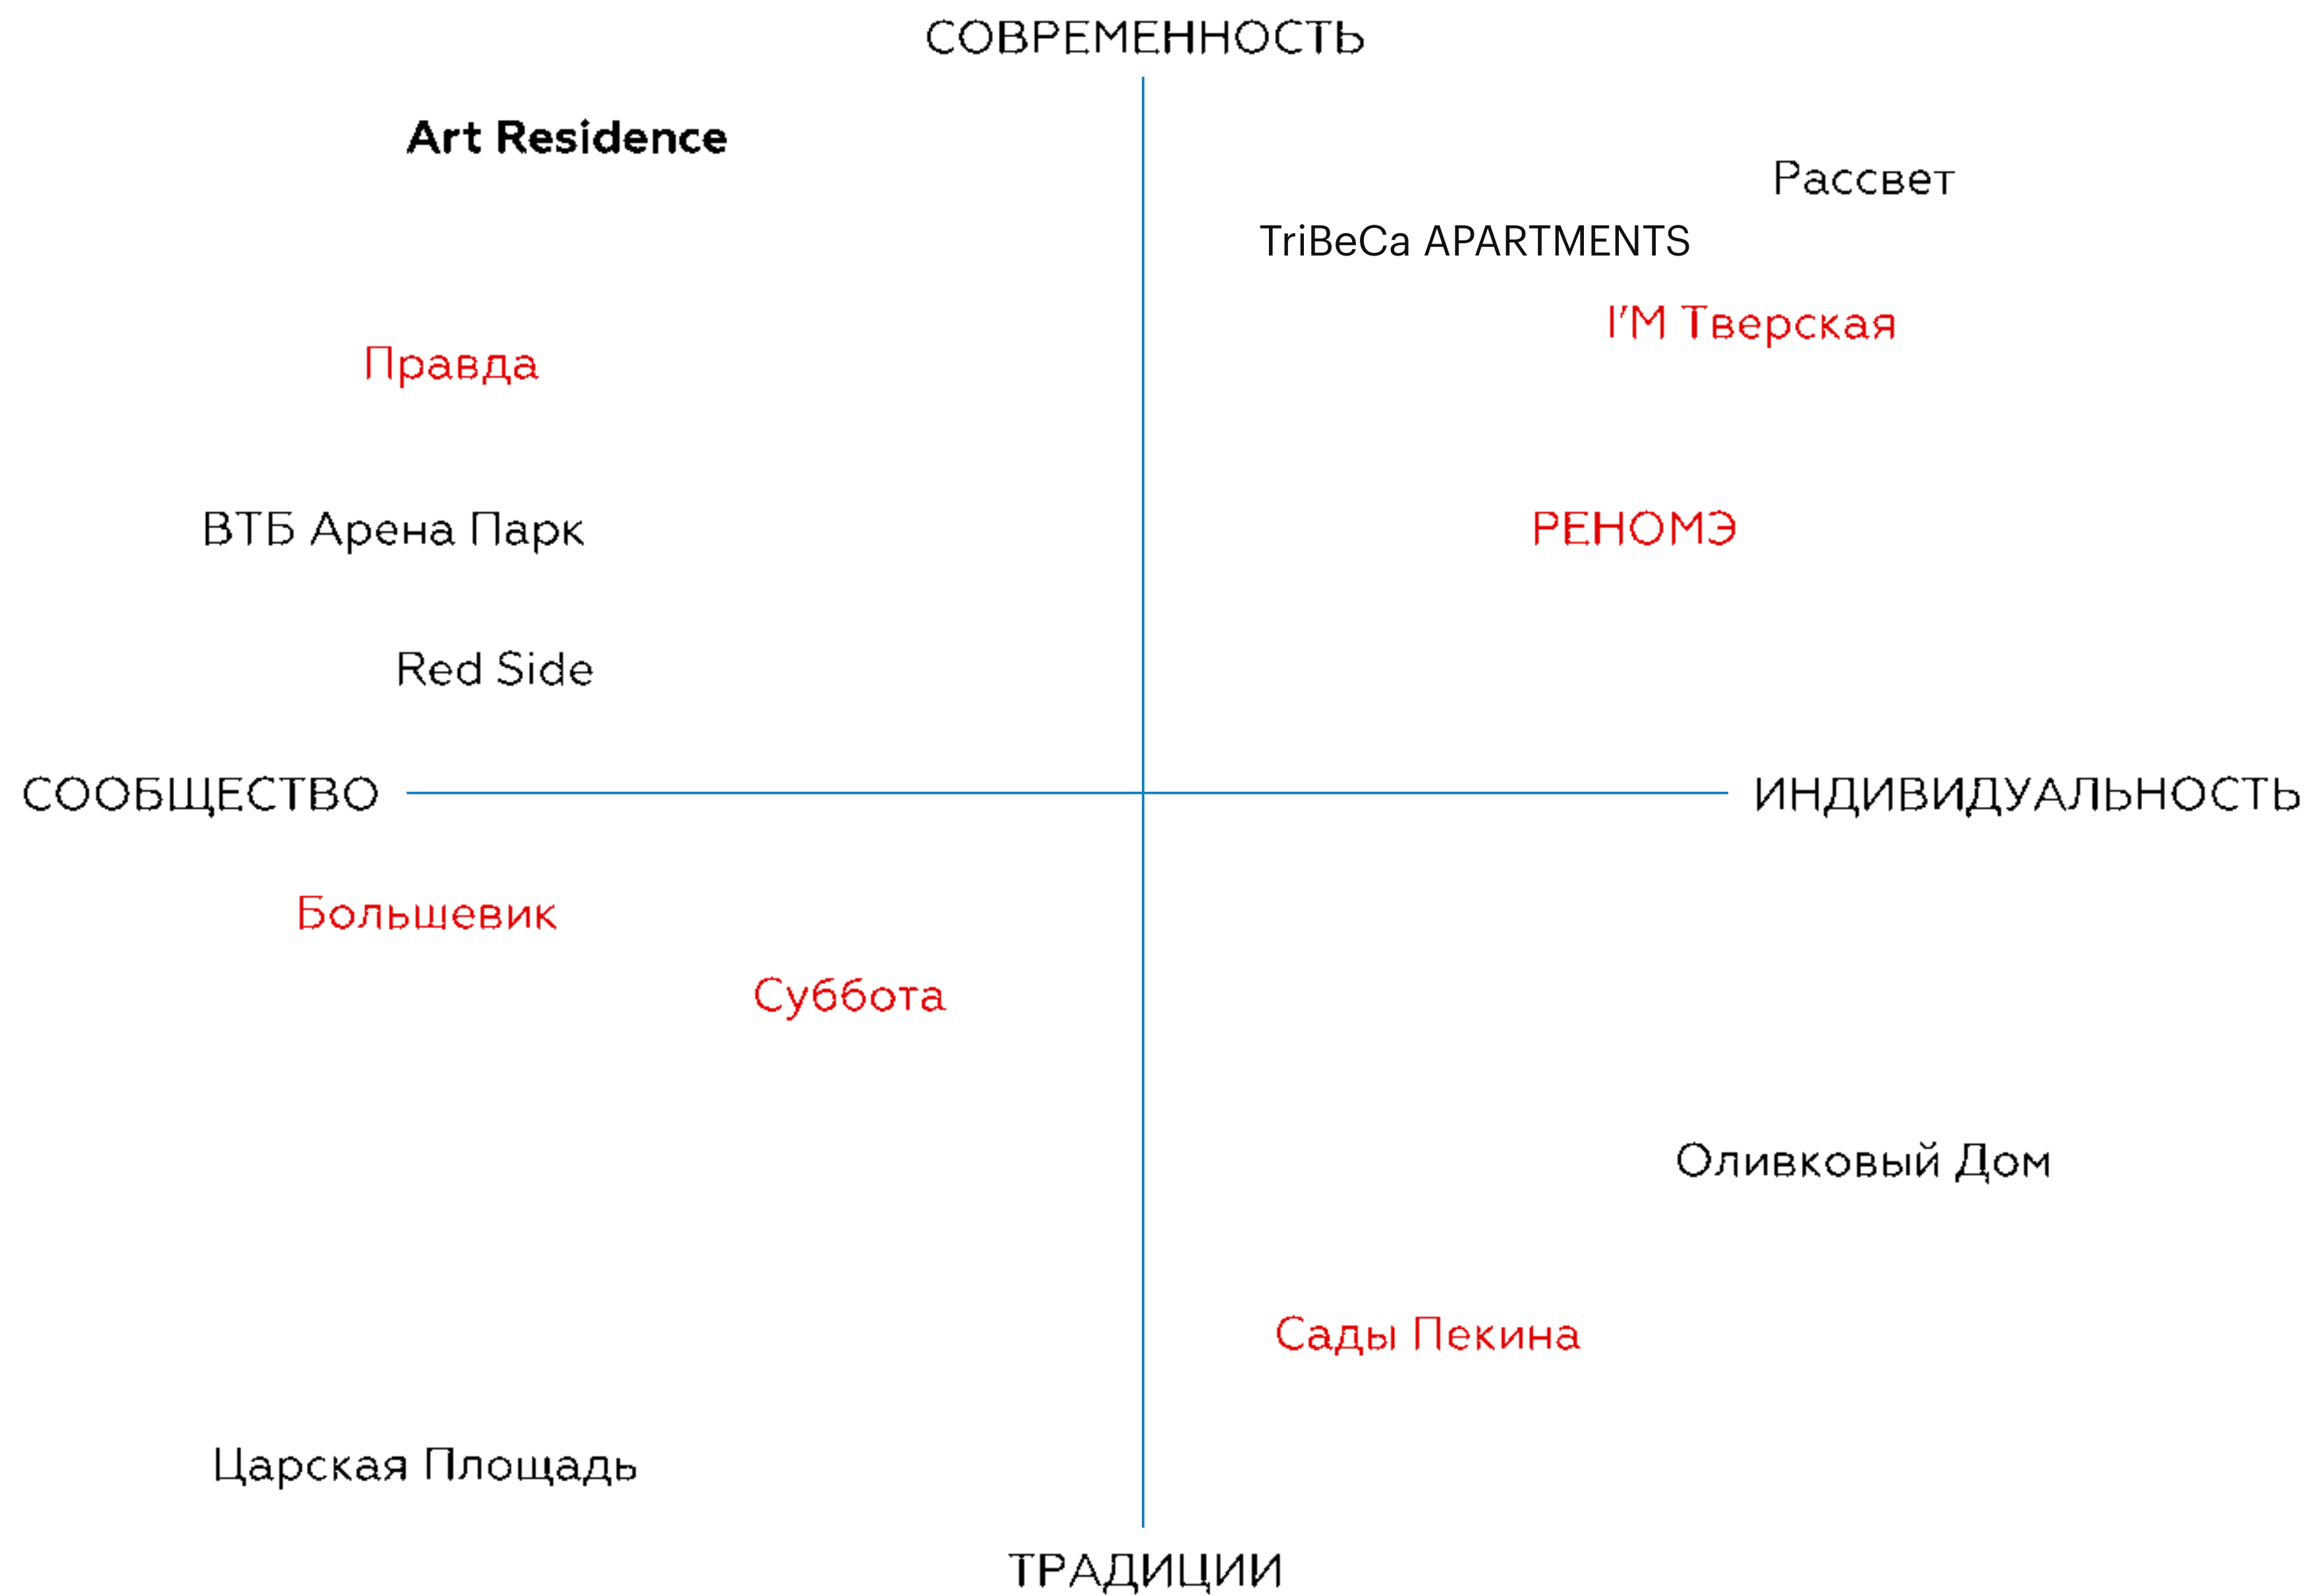 СОВРЕМЕННОСТЬ
Art Residence
Рассвет
TriBeCa APARTMENTS
I'M Тверская
Правда
ВТБ Арена Парк
РЕНОМЭ
Red Side
СООБЩЕСТВО
ИНДИВИДУАЛЬНОСТЬ
Большевик
Суббота
Оливковый Дом
Сады Пекина
Царская Площадь
ТРАДИЦИИ